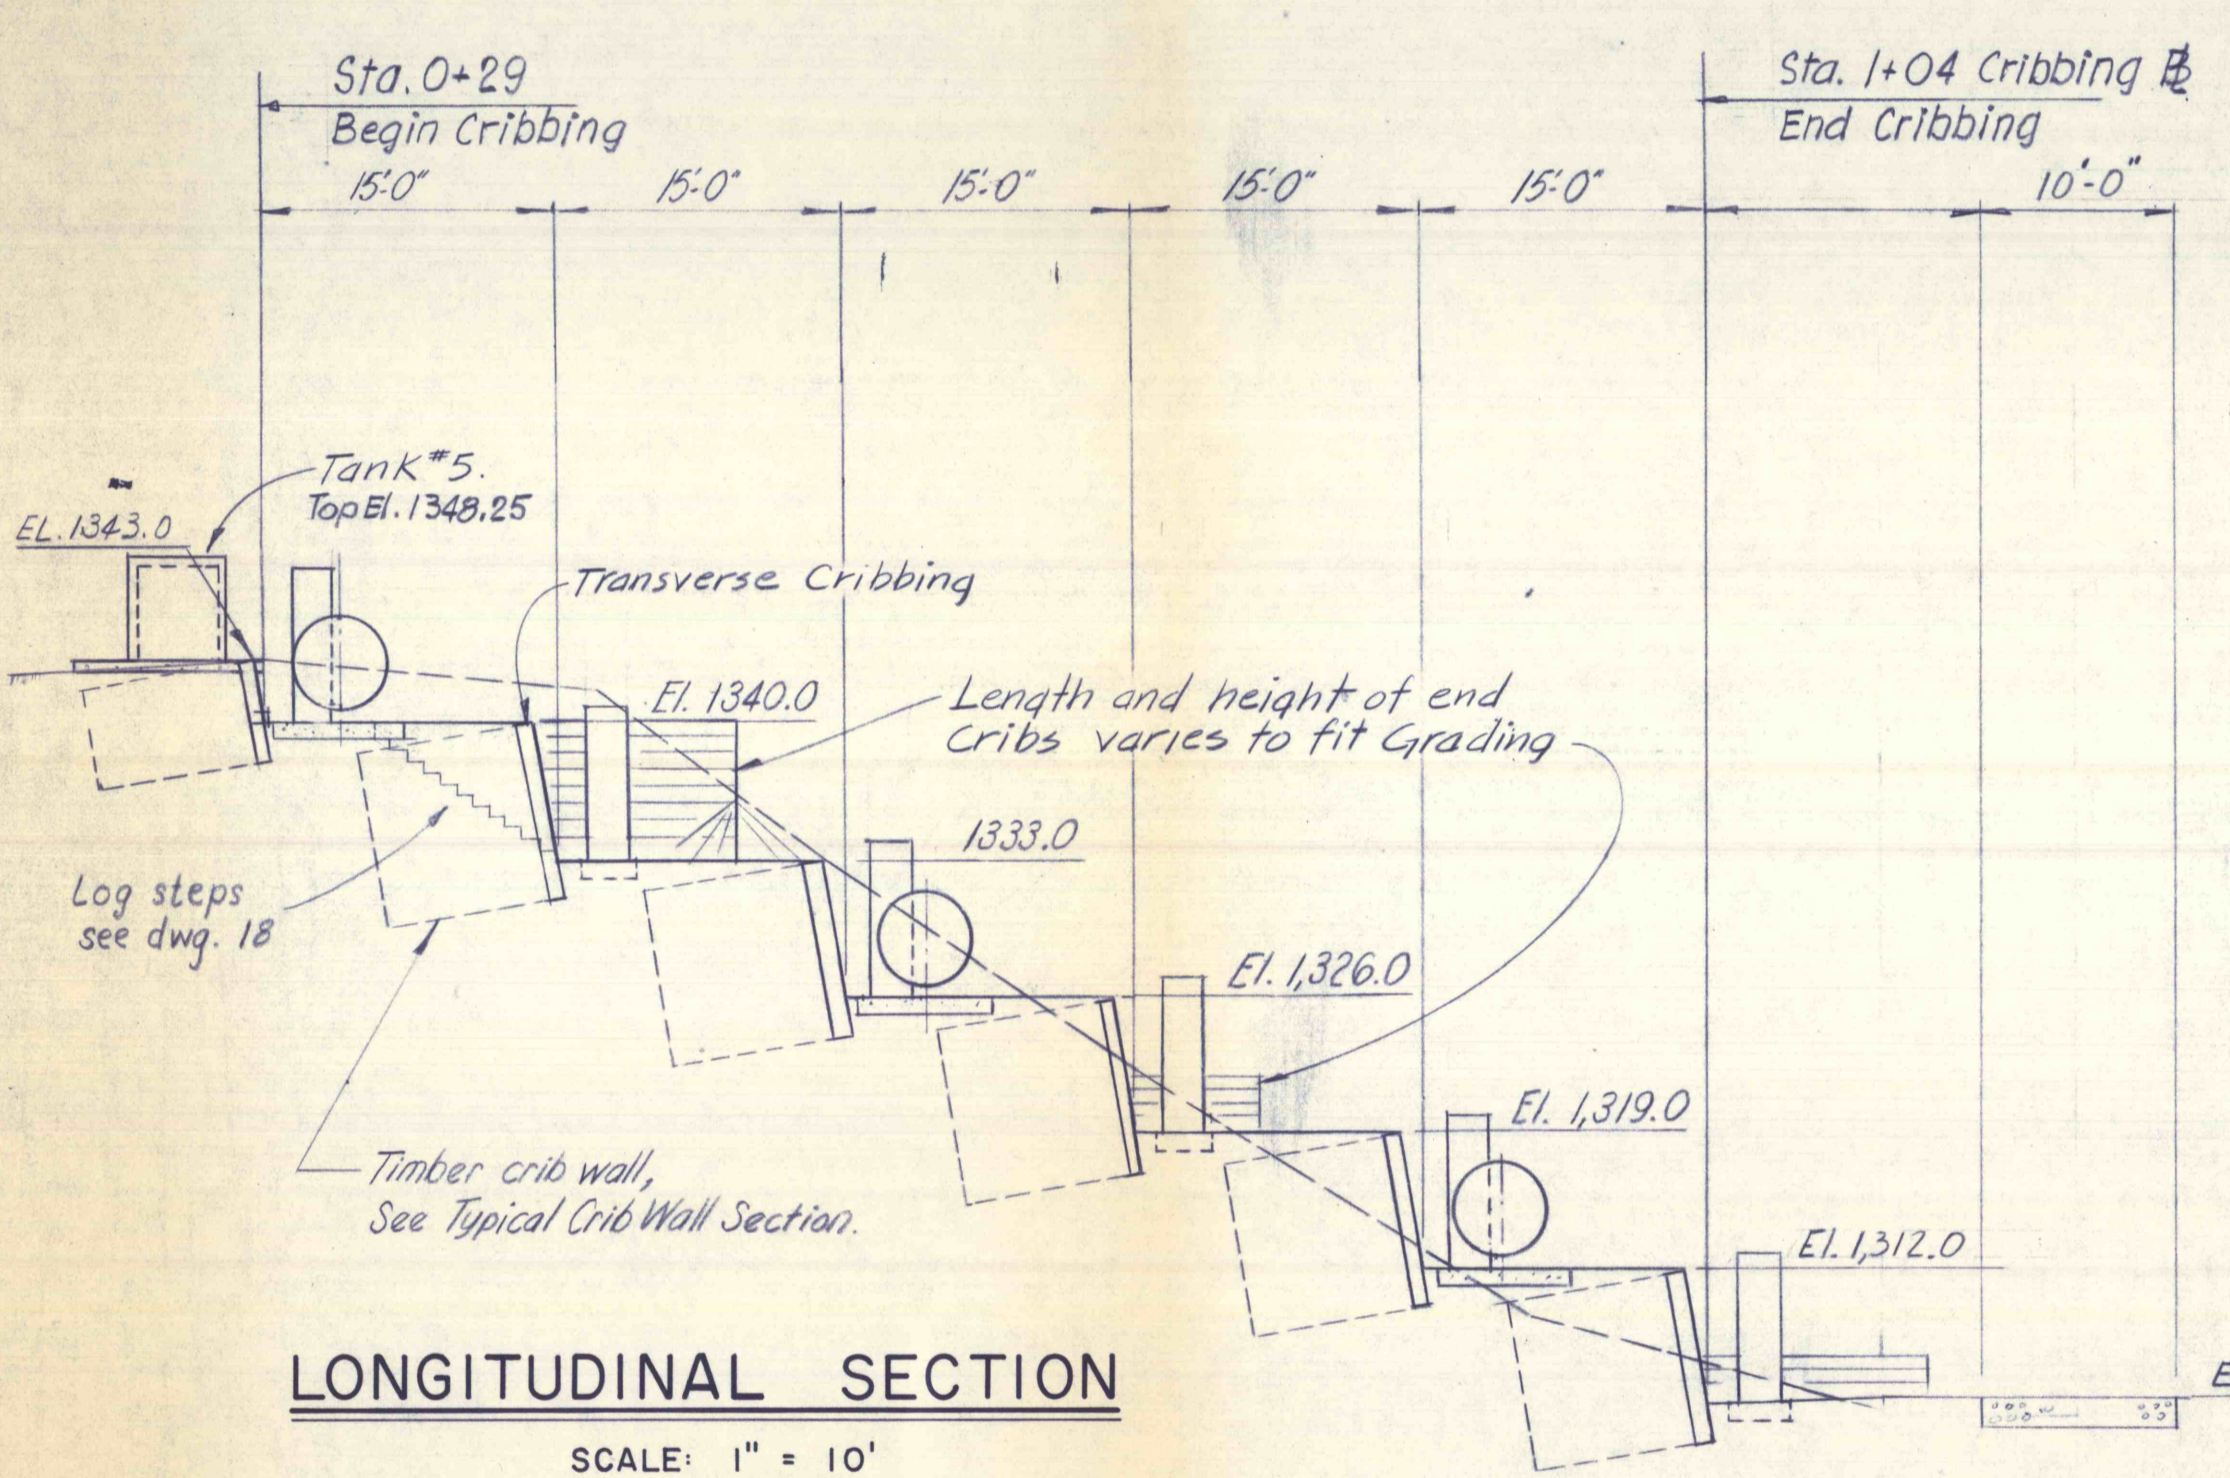 Sta. 0+29
Begin Cribbing
Sta. 1+04 Cribbing
End Cribbing
15'-0" 15'-0" 15'-0" 15'-0" 15'-0" 10'-0"
Tank #5.
Top El. 1348.25
EL. 1343.0
Transverse Cribbing
El. 1340.0
Length and height of end
Cribs varies to fit Grading
1333.0
Log steps
see dwg. 18
El. 1,326.0
El. 1,319.0
Timber crib wall,
See Typical Crib Wall Section.
El. 1,312.0
LONGITUDINAL SECTION
SCALE: 1" = 10'